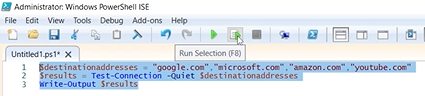 Administrator: Windows PowerShell ISE
File Edit View Tools Debug Add-ons Help
Run Selection (F8)
Untitled1.ps1* X
1 $destinationaddresses = "google.com","microsoft.com","amazon.com","youtube.com"
2 $results = Test-Connection -Quiet $destinationaddresses
3 Write-Output $results